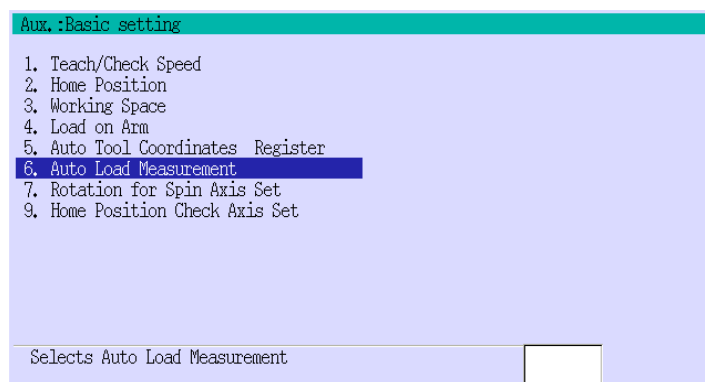 Aux.:Basic setting
1. Teach/Check Speed
2. Home Position
3. Working Space
4. Load on Arm
5. Auto Tool Coordinates Register
6. Auto Load Measurement
7. Rotation for Spin Axis Set
9. Home Position Check Axis Set
Selects Auto Load Measurement